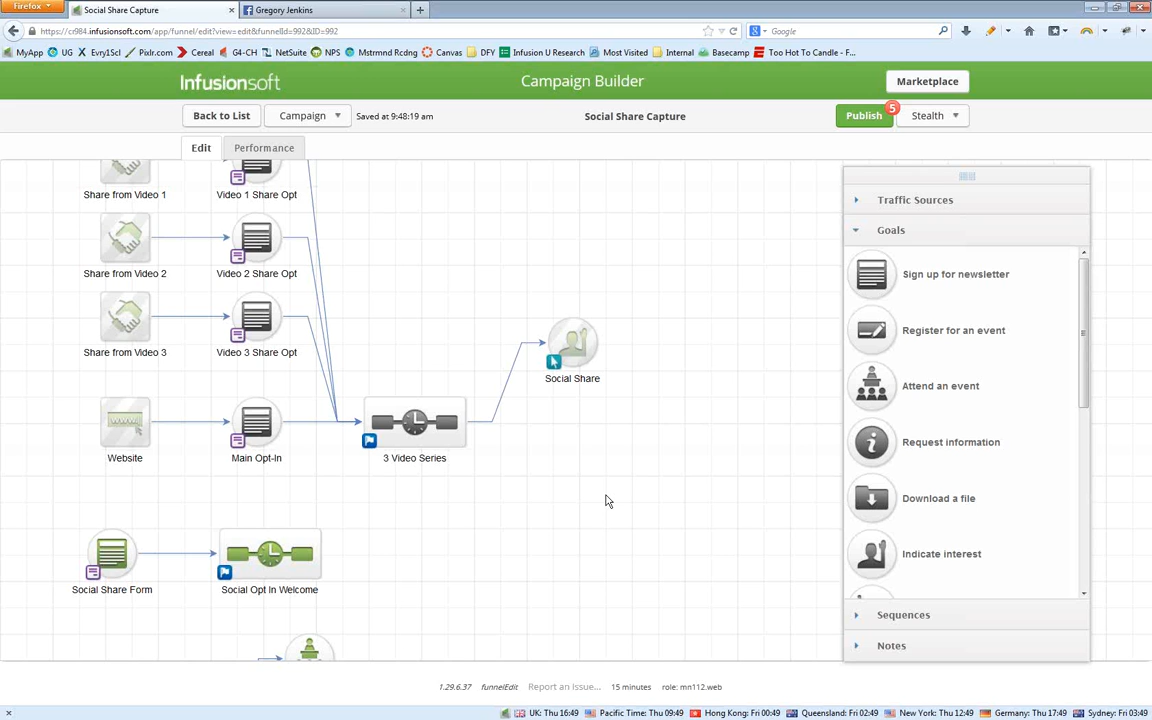 Firefox
Social Share Capture
Gregory Jenkins
https://cr984.infusionsoft.com/app/funnel/edit?view=edit&funnelId=992&ID=992
Google
MyApp UG Evry1Scl Pixlr.com Cereal G4-CH NetSuite NPS Mstrmnd Rcdng Canvas DFY Infusion U Research Most Visited Internal Basecamp Too Hot To Candle - F...
Infusionsoft
Campaign Builder
Marketplace
Back to List
Campaign
Saved at 9:48:19 am
Social Share Capture
Publish
5
Stealth
Edit
Performance
Share from Video 1
Video 1 Share Opt
Share from Video 2
Video 2 Share Opt
Share from Video 3
Video 3 Share Opt
Social Share
www
Website
Main Opt-In
3 Video Series
Social Share Form
Social Opt In Welcome
Traffic Sources
Goals
Sign up for newsletter
Register for an event
Attend an event
Request information
Download a file
Indicate interest
Sequences
Notes
1.29.6.37 funnelEdit Report an Issue... 15 minutes role: mn112.web
UK: Thu 16:49 Pacific Time: Thu 09:49 Hong Kong: Fri 00:49 Queensland: Fri 02:49 New York: Thu 12:49 Germany: Thu 17:49 Sydney: Fri 03:49